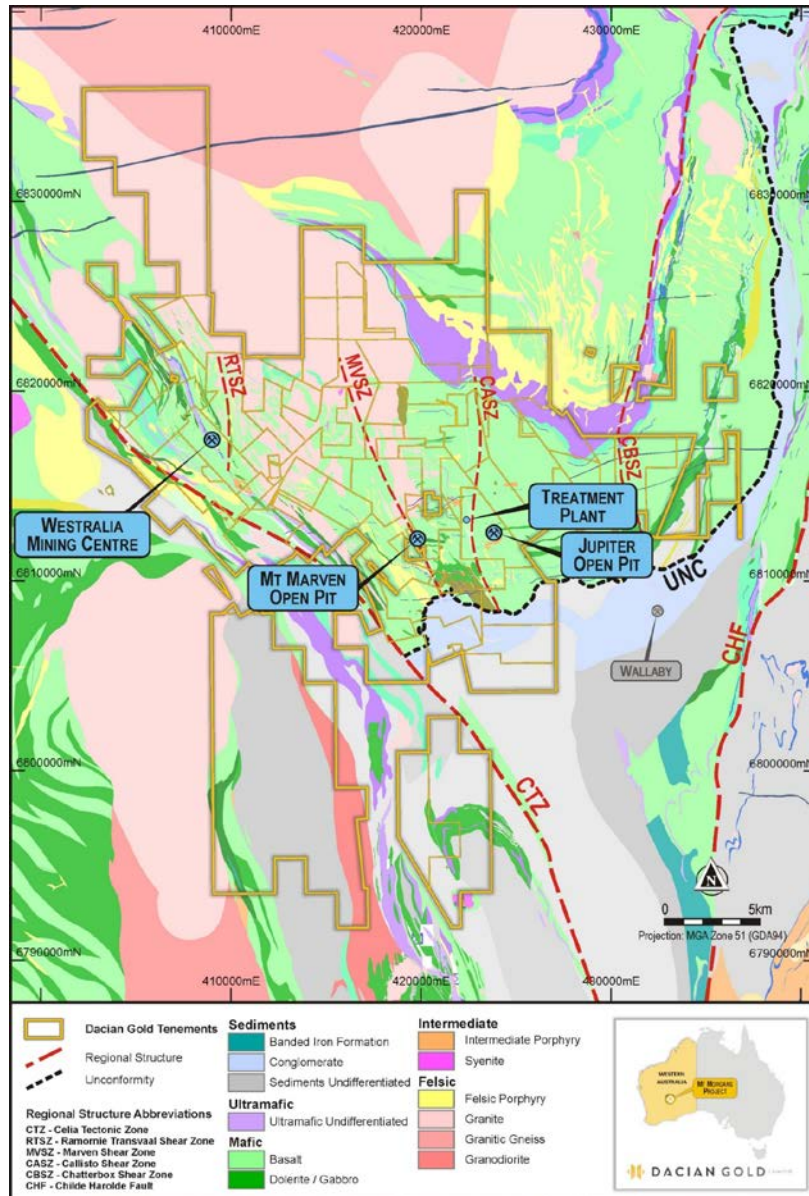 410000mE
420000mE
430000mE
6830000mN
6830000mN
RTSZ
MVSZ
CASZ
6820000mN
6820000mN
CBSZ
WESTRALIA
MINING CENTRE
TREATMENT
PLANT
MT MARVEN
OPEN PIT
JUPITER
OPEN PIT
6810000mN
UNC
6810000mN
WALLABY
CHF
6800000mN
6800000mN
CTZ
N
0
5km
Projection: MGA Zone 51 (GDA94)
6790000mN
6790000mN
410000mE
420000mE
430000mE
Dacian Gold Tenements
Regional Structure
Unconformity
Regional Structure Abbreviations
CTZ - Celia Tectonic Zone
RTSZ - Ramornie Transvaal Shear Zone
MVSZ - Marven Shear Zone
CASZ - Callisto Shear Zone
CBSZ - Chatterbox Shear Zone
CHF - Childe Harolde Fault
Sediments
Banded Iron Formation
Conglomerate
Sediments Undifferentiated
Ultramafic
Ultramafic Undifferentiated
Mafic
Basalt
Dolerite / Gabbro
Intermediate
Intermediate Porphyry
Syenite
Felsic
Felsic Porphyry
Granite
Granitic Gneiss
Granodiorite
WESTERN
AUSTRALIA
MT MORGANS
PROJECT
DACIAN GOLD